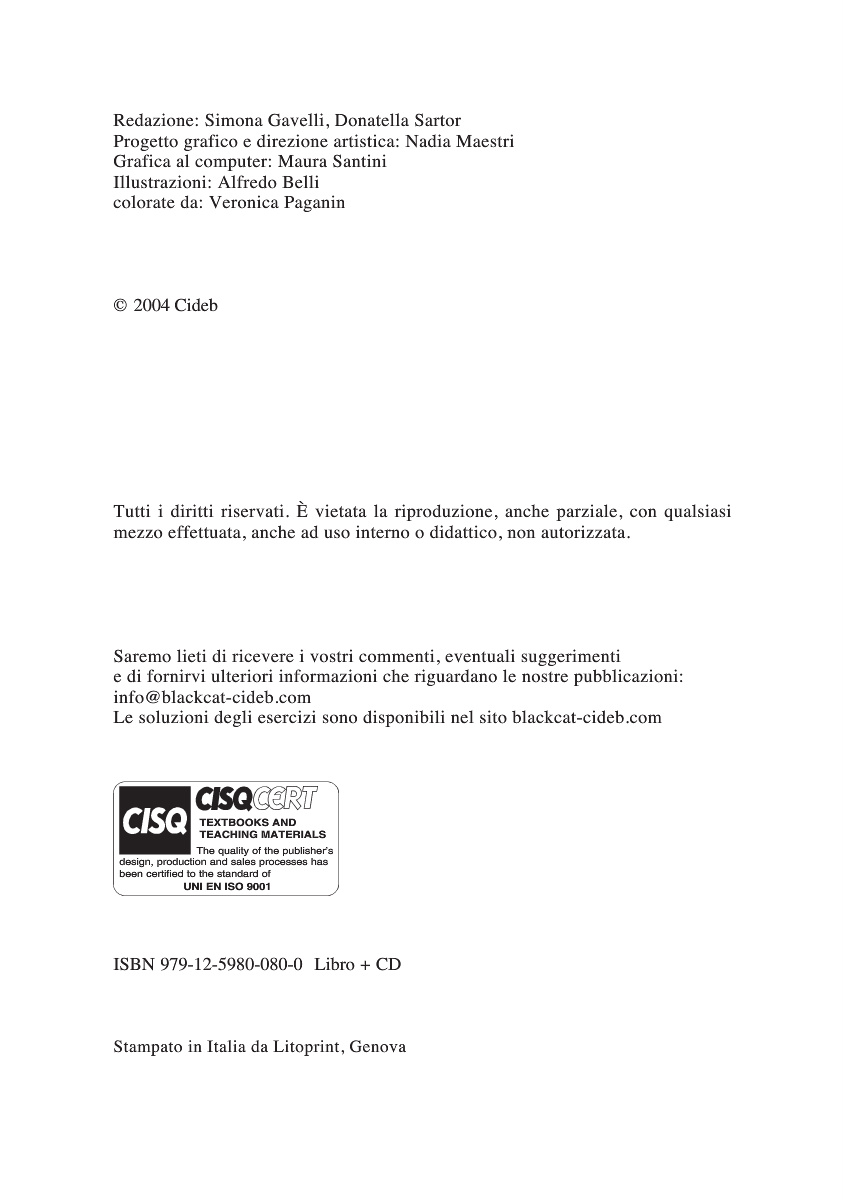 Redazione: Simona Gavelli, Donatella Sartor
Progetto grafico e direzione artistica: Nadia Maestri
Grafica al computer: Maura Santini
Illustrazioni: Alfredo Belli
colorate da: Veronica Paganin
© 2004 Cideb
Tutti i diritti riservati. È vietata la riproduzione, anche parziale, con qualsiasi
mezzo effettuata, anche ad uso interno o didattico, non autorizzata.
Saremo lieti di ricevere i vostri commenti, eventuali suggerimenti
e di fornirvi ulteriori informazioni che riguardano le nostre pubblicazioni:
info@blackcat-cideb.com
Le soluzioni degli esercizi sono disponibili nel sito blackcat-cideb.com
CISQ
CISQCERT
TEXTBOOKS AND
TEACHING MATERIALS
The quality of the publisher's
design, production and sales processes has
been certified to the standard of
UNI EN ISO 9001
ISBN 979-12-5980-080-0 Libro + CD
Stampato in Italia da Litoprint, Genova